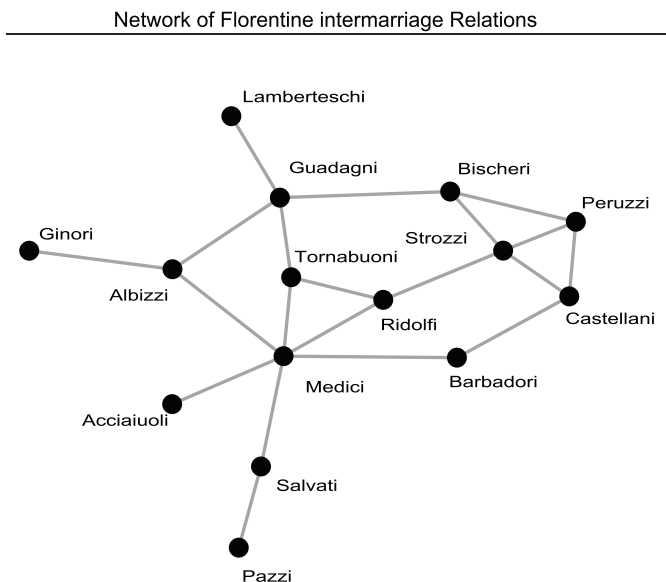 Network of Florentine intermarriage Relations
Lamberteschi
Guadagni
Bischeri
Peruzzi
Ginori
Strozzi
Tornabuoni
Albizzi
Ridolfi
Castellani
Medici
Barbadori
Acciaiuoli
Salvati
Pazzi